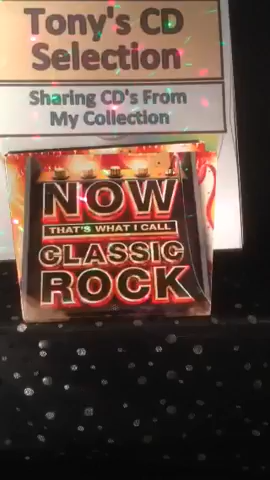 Tony's CD
Selection
Sharing CD's From
My Collection
NOW
THAT'S WHAT I CALL
CLASSIC
ROCK